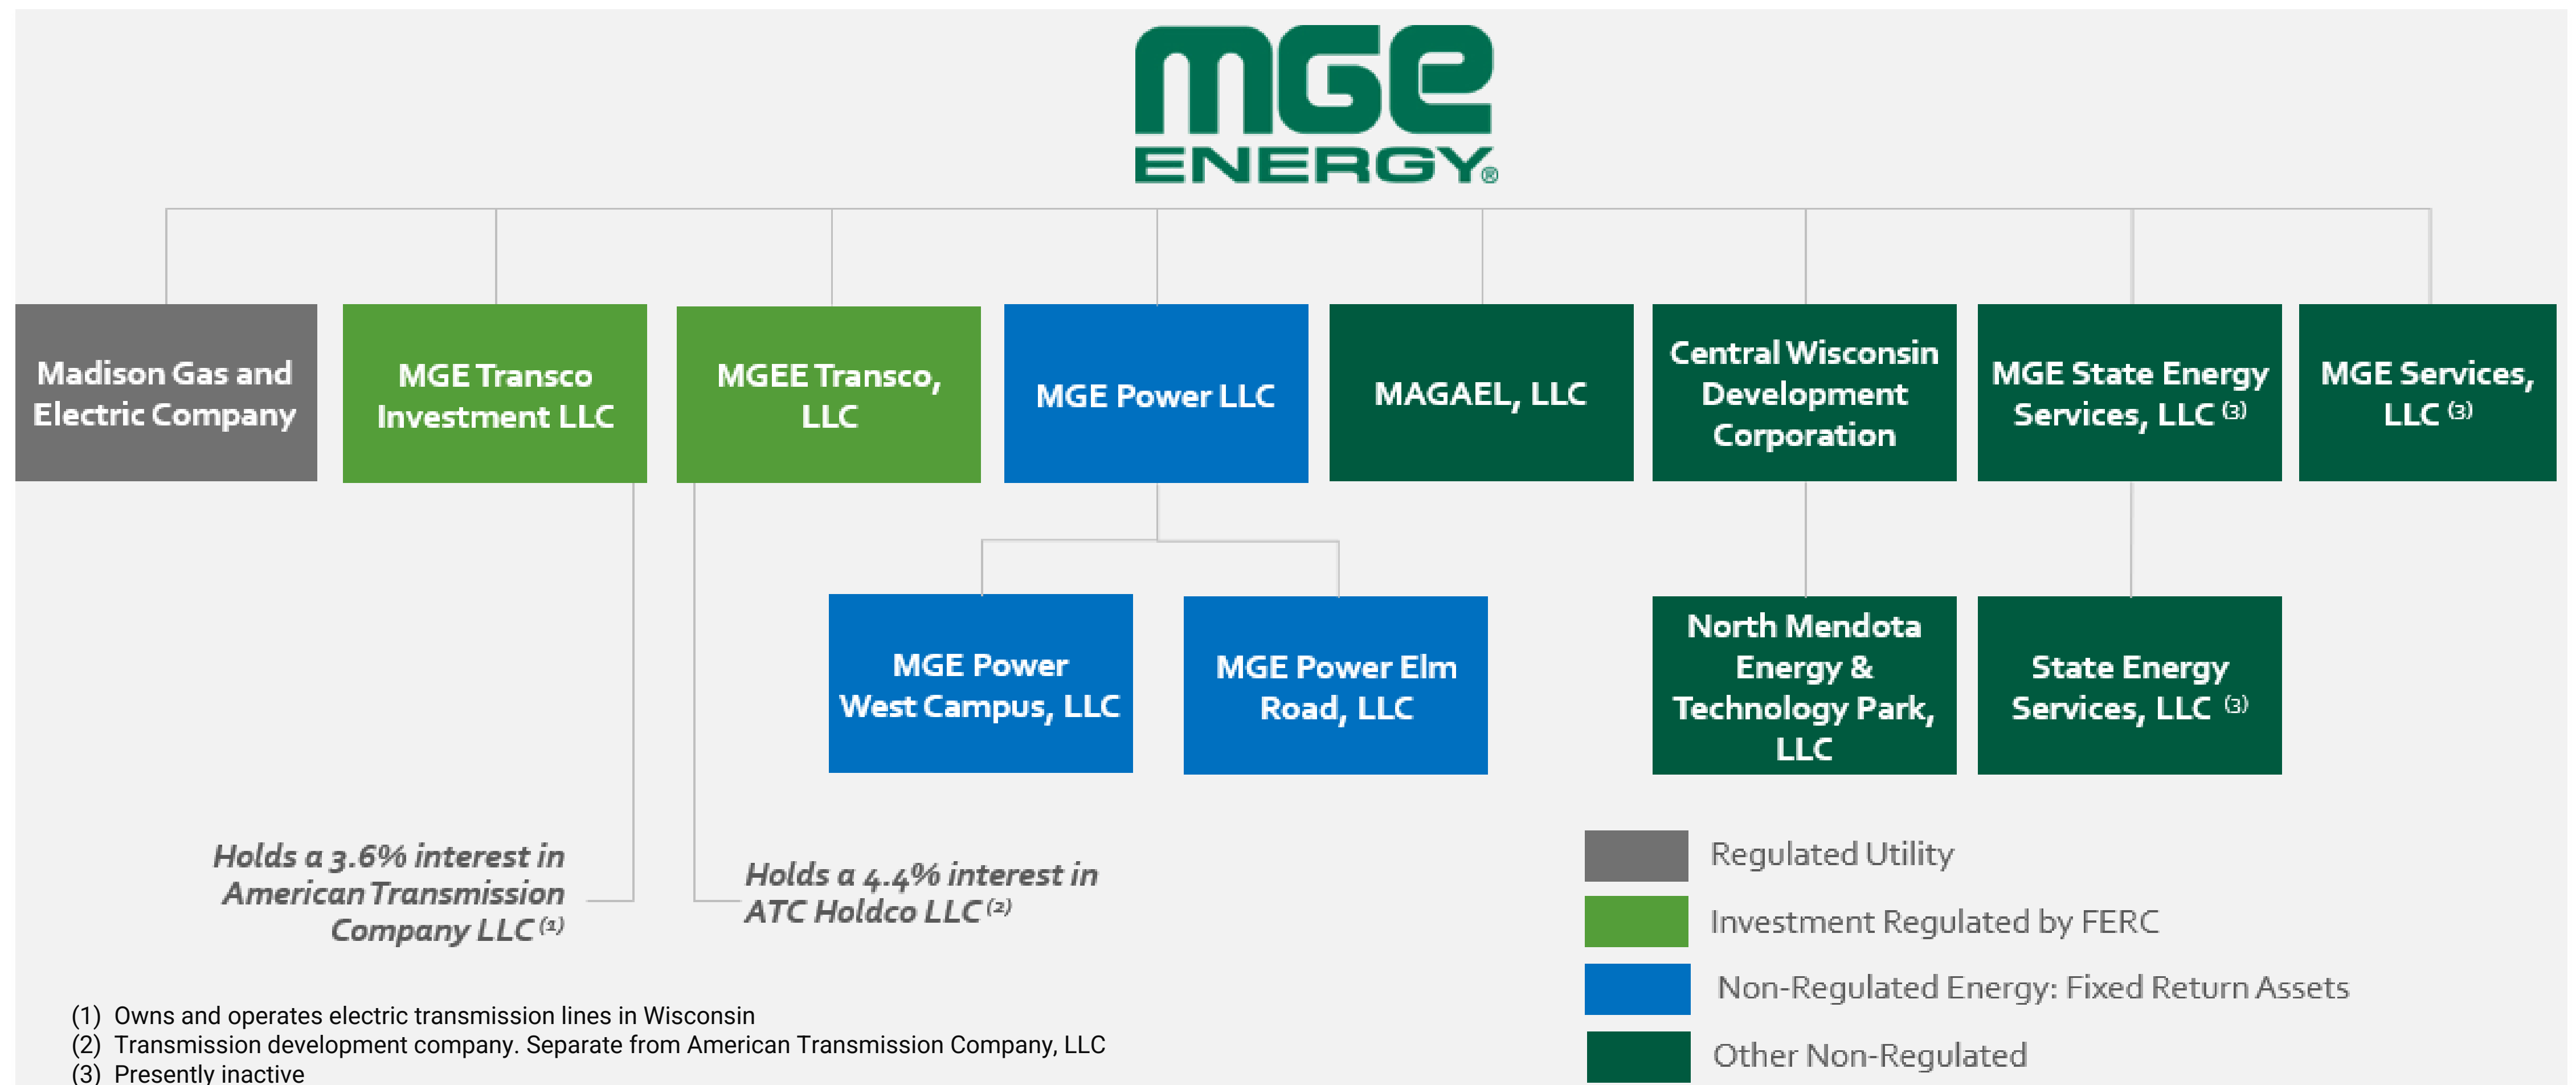 mGe
ENERGY®
Madison Gas and
Electric Company
MGE Transco
Investment LLC
MGEE Transco,
LLC
MGE Power LLC
MAGAEL, LLC
Central Wisconsin
Development
Corporation
MGE State Energy
Services, LLC (3)
MGE Services,
LLC (3)
MGE Power
West Campus, LLC
MGE Power Elm
Road, LLC
North Mendota
Energy &
Technology Park,
LLC
State Energy
Services, LLC (3)
Holds a 3.6% interest in
American Transmission
Company LLC (1)
Holds a 4.4% interest in
ATC Holdco LLC (2)
Regulated Utility
Investment Regulated by FERC
Non-Regulated Energy: Fixed Return Assets
Other Non-Regulated
(1) Owns and operates electric transmission lines in Wisconsin
(2) Transmission development company. Separate from American Transmission Company, LLC
(3) Presently inactive